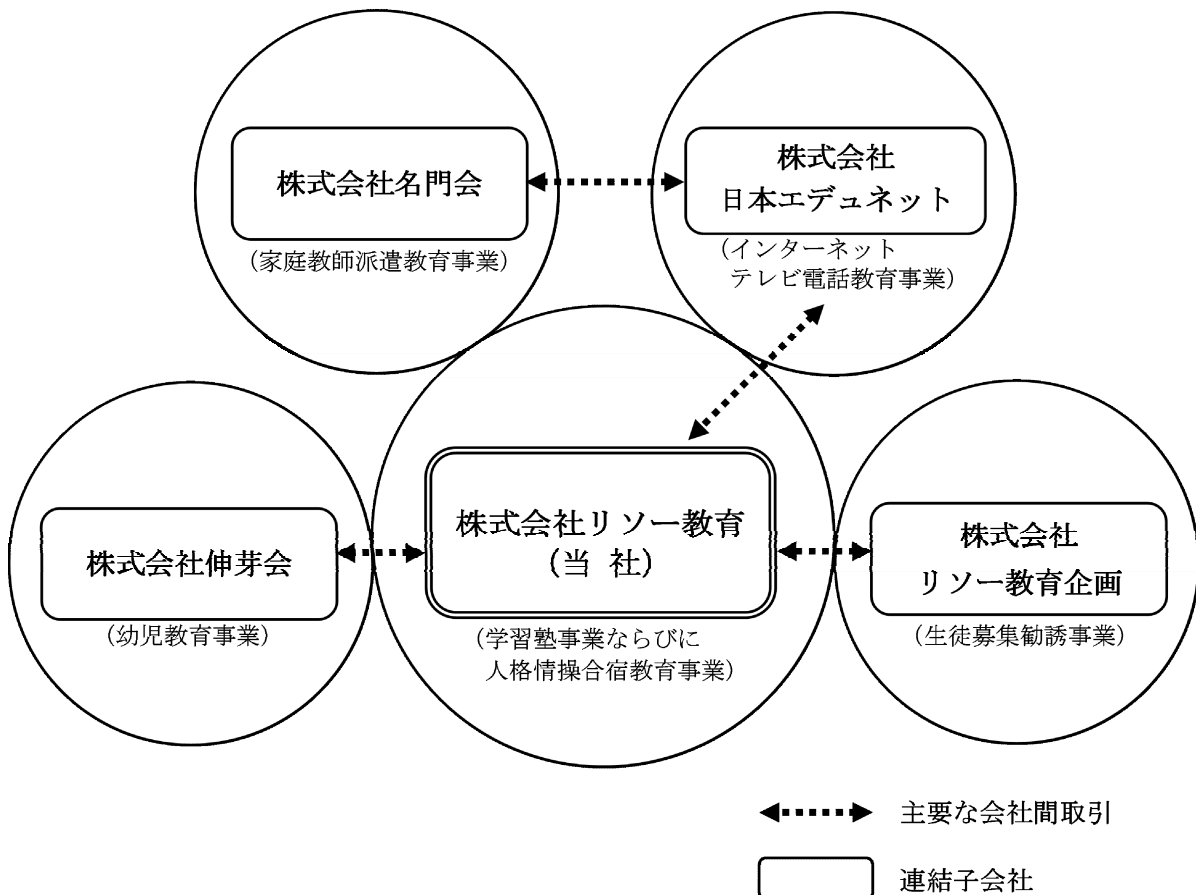 株式会社名門会
(家庭教師派遣教育事業)
株式会社
日本エデュネット
(インターネット
テレビ電話教育事業)
株式会社伸芽会
(幼児教育事業)
株式会社リソー教育
(当 社)
(学習塾事業ならびに
人格情操合宿教育事業)
株式会社
リソー教育企画
(生徒募集勧誘事業)
主要な会社間取引
連結子会社